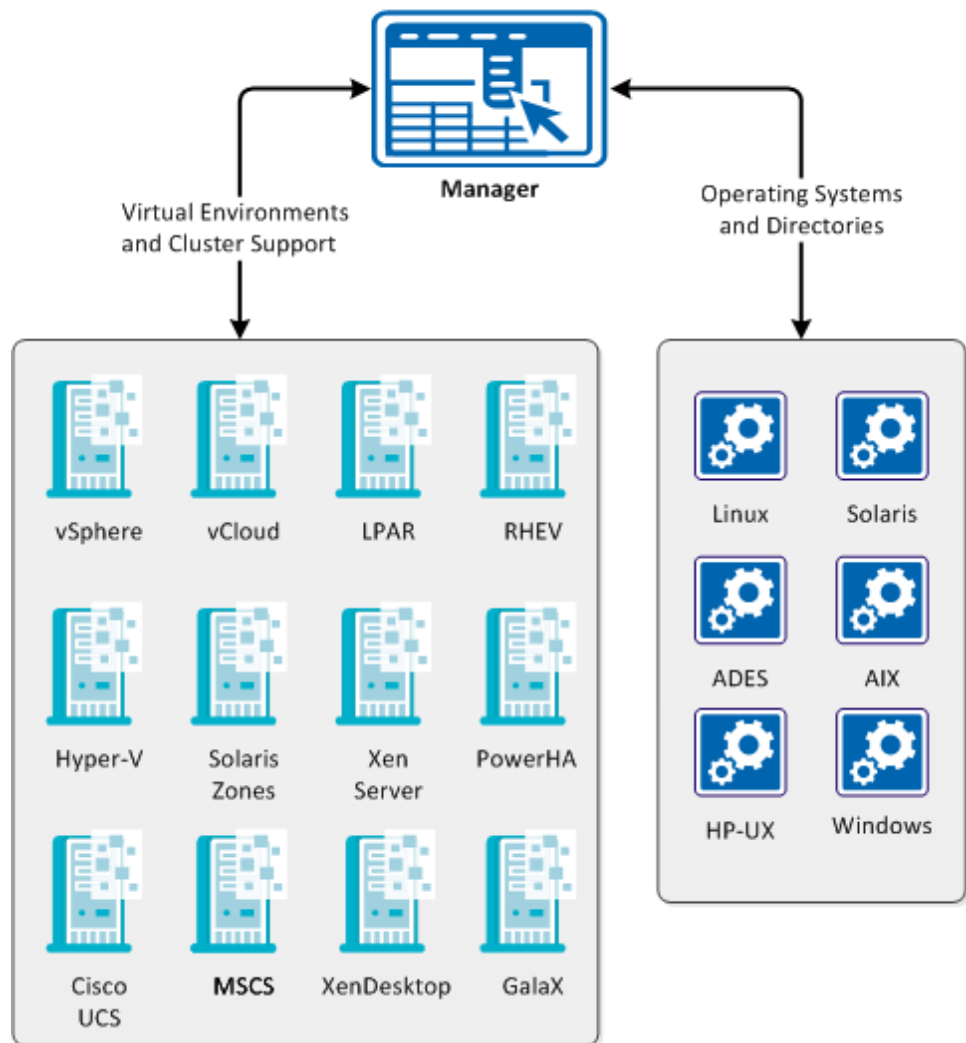 Manager
Virtual Environments
and Cluster Support
Operating Systems
and Directories
vSphere
vCloud
LPAR
RHEV
Hyper-V
Solaris
Zones
Xen
Server
PowerHA
Cisco
UCS
MSCS
XenDesktop
GalaX
Linux
Solaris
ADES
AIX
HP-UX
Windows